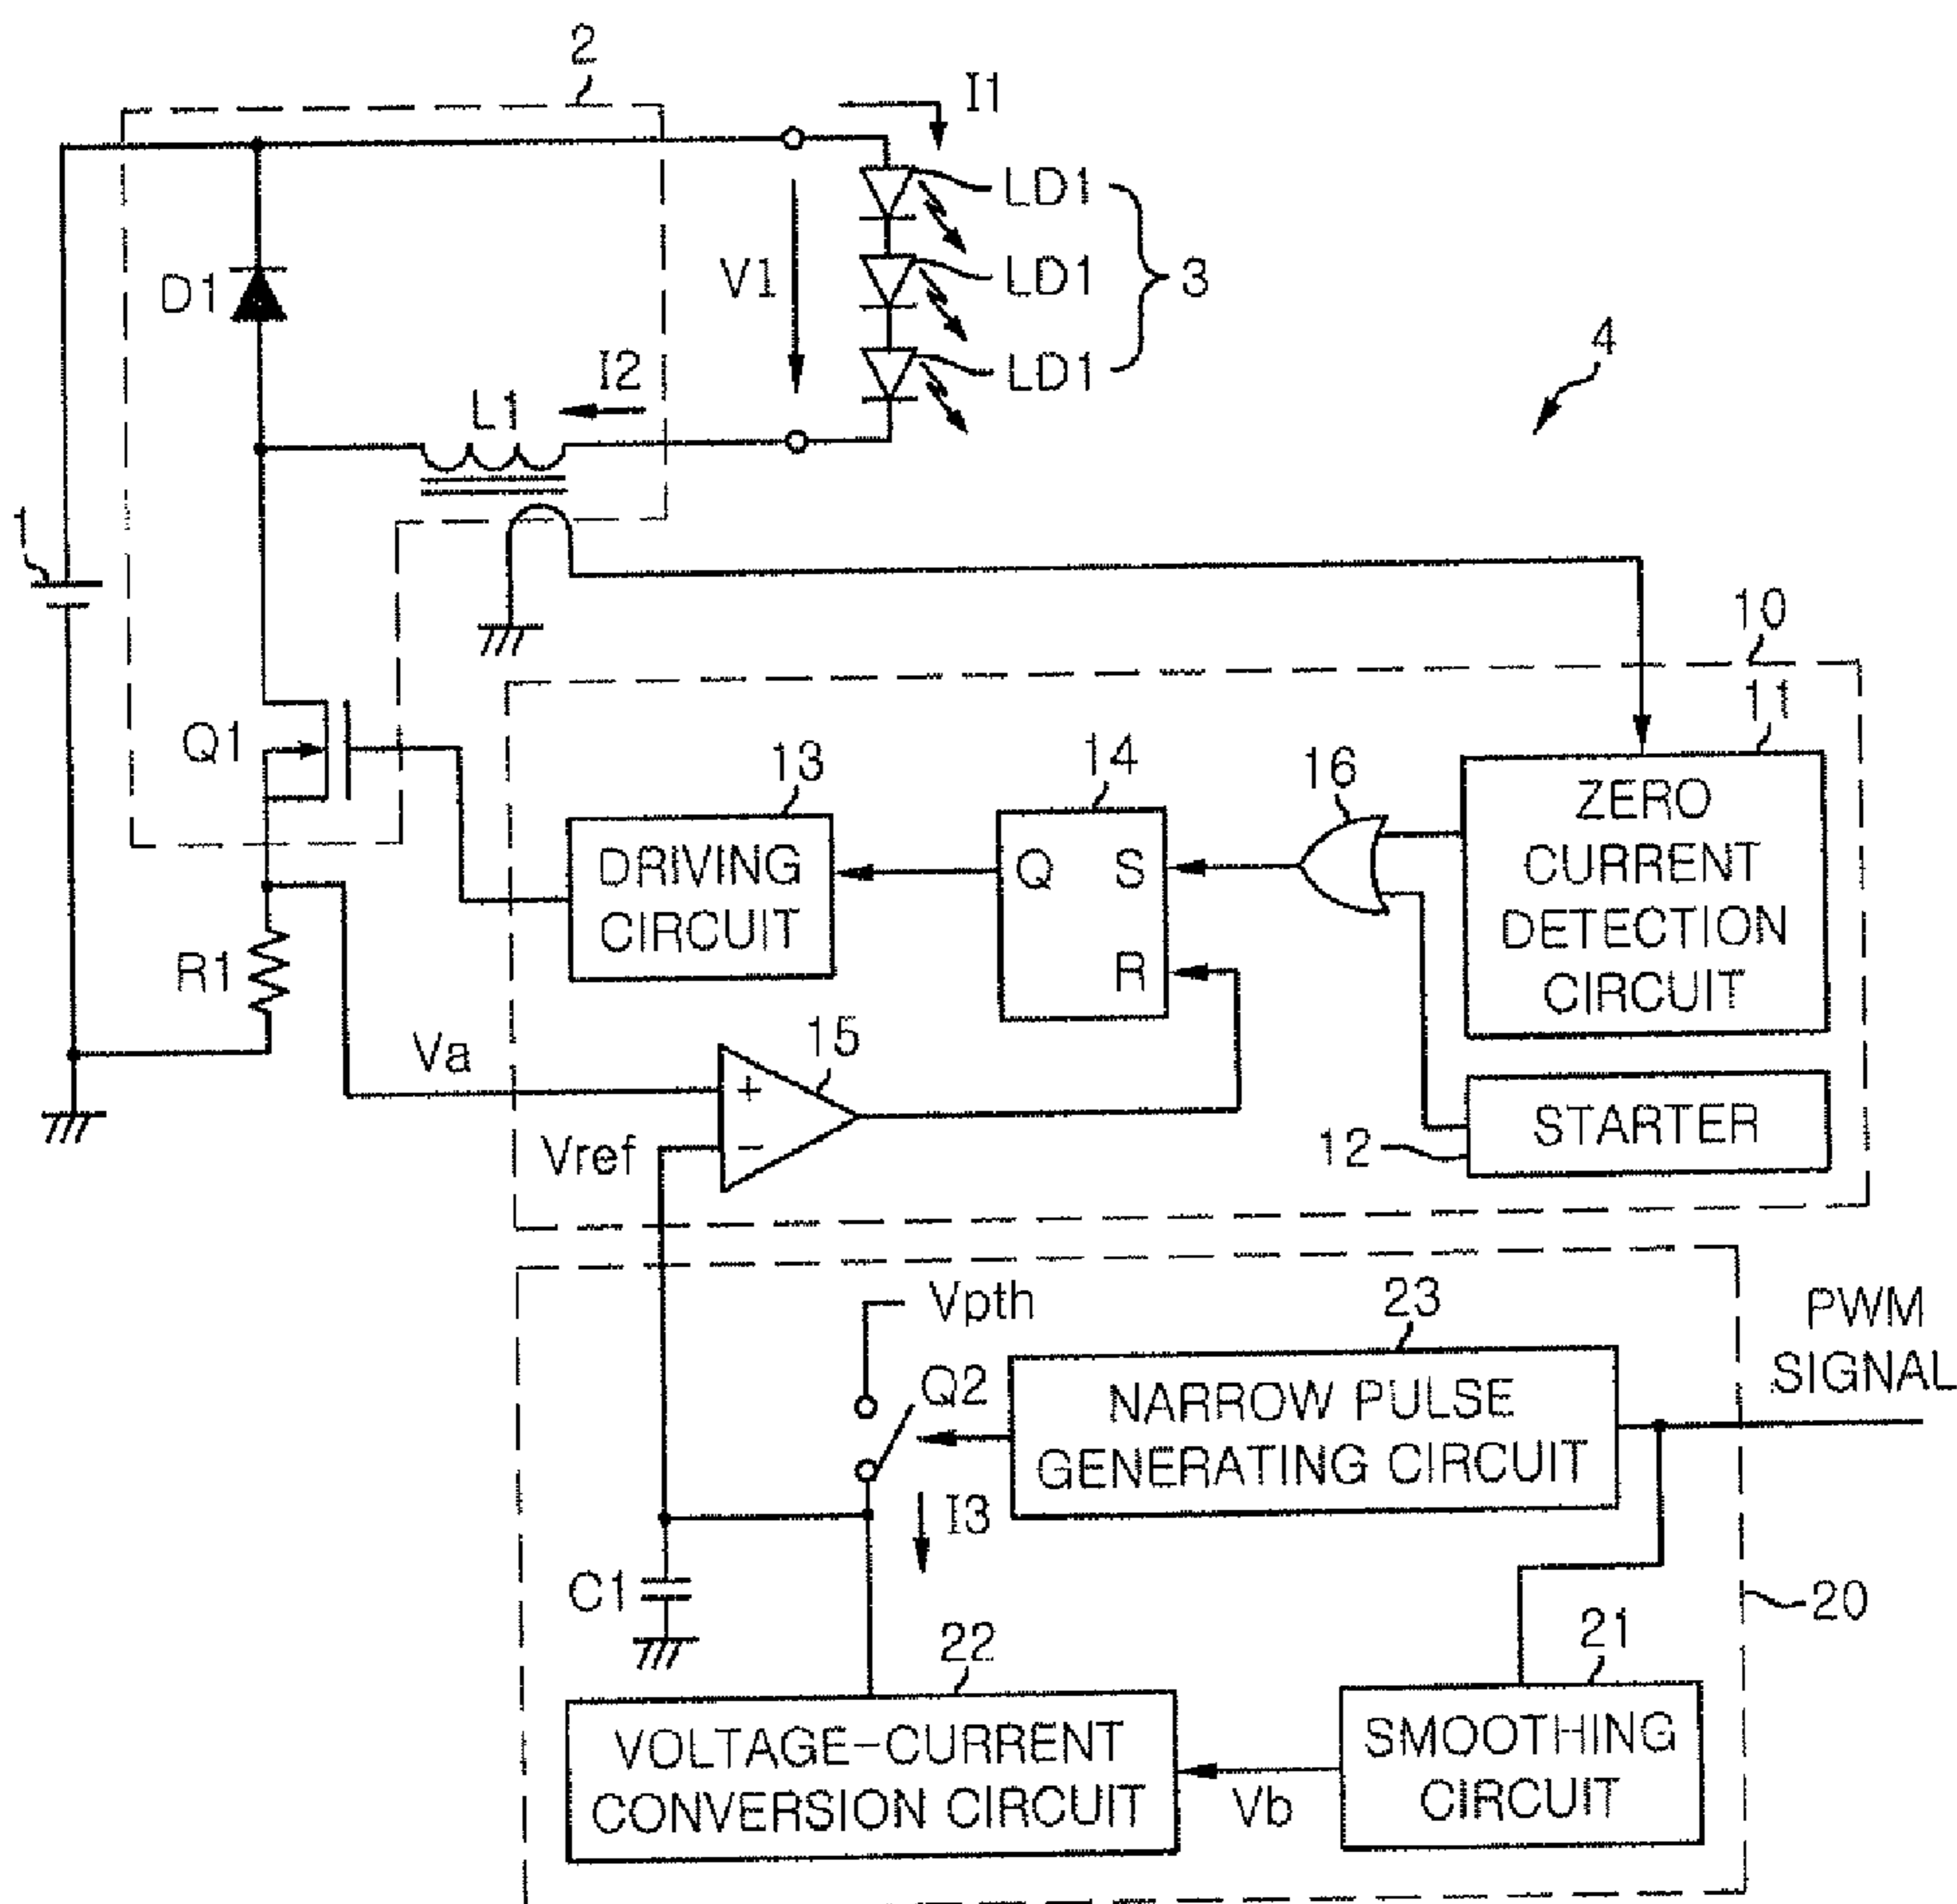 2
I1
LD1
LD1
3
V1
D1
LD1
4
I2
L1
1
10
11
Q1
13
14
16
ZERO
CURRENT
DETECTION
CIRCUIT
DRIVING
CIRCUIT
Q S
R
R1
Va
15
+
STARTER
12
Vref
−
Vpth
23
PWM
SIGNAL
Q2
NARROW PULSE
GENERATING CIRCUIT
I3
C1
20
22
21
VOLTAGE-CURRENT
CONVERSION CIRCUIT
SMOOTHING
CIRCUIT
Vb